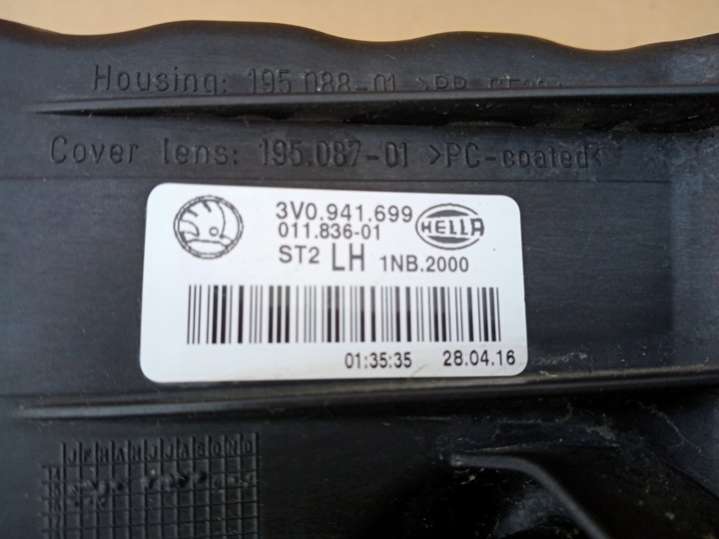 Housing: 195.088-01 >PP
Cover lens: 195.087-01 >PC-coated<
3V0.941.699
011.836-01
HELLA
ST2 LH 1NB.2000
01:35:35 28.04.16
J F M A M J J A S O N D